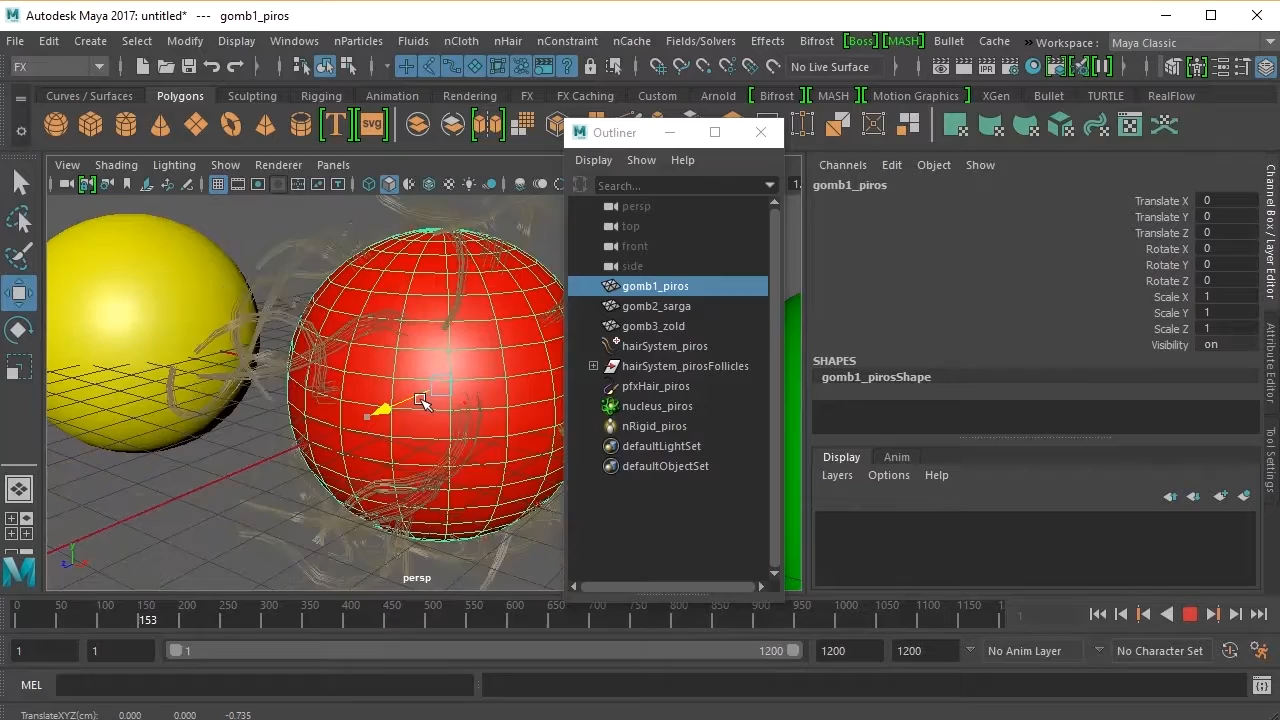 Autodesk Maya 2017: untitled* --- gomb1_piros
File Edit Create Select Modify Display Windows nParticles Fluids nCloth nHair nConstraint nCache Fields/Solvers Effects Bifrost [Boss] [MASH] Bullet Cache » Workspace : Maya Classic
FX No Live Surface
Curves / Surfaces Polygons Sculpting Rigging Animation Rendering FX FX Caching Custom Arnold Bifrost MASH Motion Graphics XGen Bullet TURTLE RealFlow
T svg
Outliner
View Shading Lighting Show Renderer Panels
Display Show Help
Search...
persp
top
front
side
gomb1_piros
gomb2_sarga
gomb3_zold
hairSystem_piros
hairSystem_pirosFollicles
pfxHair_piros
nucleus_piros
nRigid_piros
defaultLightSet
defaultObjectSet
persp
Channels Edit Object Show
gomb1_piros
Translate X 0
Translate Y 0
Translate Z 0
Rotate X 0
Rotate Y 0
Rotate Z 0
Scale X 1
Scale Y 1
Scale Z 1
Visibility on
SHAPES
gomb1_pirosShape
Display Anim
Layers Options Help
Channel Box / Layer Editor
Attribute Editor
Tool Settings
0 50 100 150 200 250 300 350 400 450 500 550 600 650 700 750 800 850 900 950 1000 1050 1100 1150 1
153
1 1 1 1200 1200 1200 No Anim Layer No Character Set
MEL
TranslateXYZ(cm): 0.000 0.000 -0.735